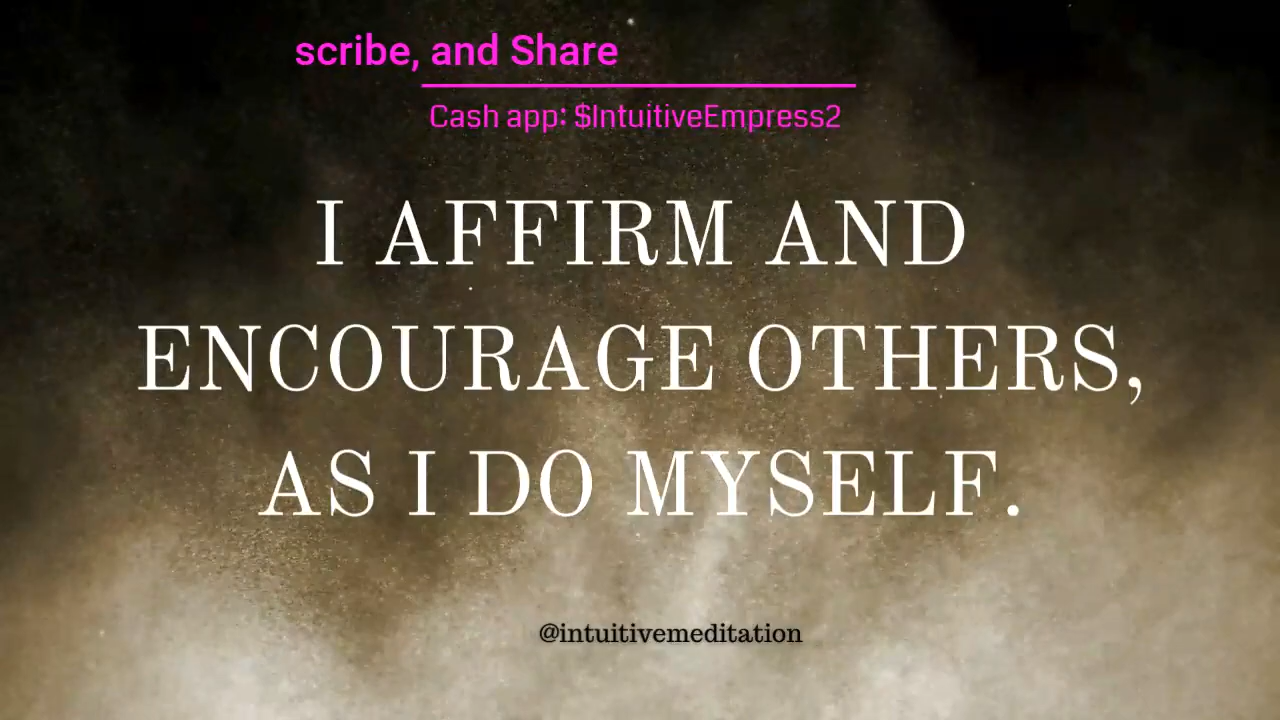 scribe, and Share
Cash app: $IntuitiveEmpress2
I AFFIRM AND
ENCOURAGE OTHERS,
AS I DO MYSELF.
@intuitivemeditation